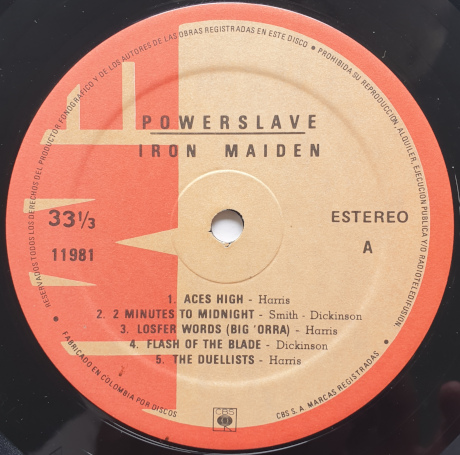 RESERVADOS TODOS LOS DERECHOS DEL PRODUCTOR FONOGRAFICO Y DE LOS AUTORES DE LAS OBRAS REGISTRADAS EN ESTE DISCO • PROHIBIDA SU REPRODUCCION, ALQUILER, EJECUCION PUBLICA Y/O RADIOTELEDIFUSION.
POWERSLAVE
IRON MAIDEN
33 1/3
11981
ESTEREO
A
1. ACES HIGH - Harris
2. 2 MINUTES TO MIDNIGHT - Smith - Dickinson
3. LOSFER WORDS (BIG 'ORRA) - Harris
4. FLASH OF THE BLADE - Dickinson
5. THE DUELLISTS - Harris
CBS
• FABRICADO EN COLOMBIA POR DISCOS
CBS S. A. MARCAS REGISTRADAS •